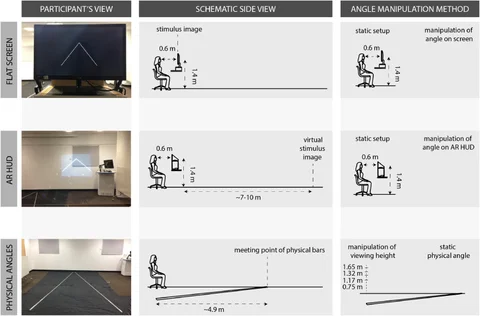 PARTICIPANT'S VIEW
SCHEMATIC SIDE VIEW
ANGLE MANIPULATION METHOD
FLAT SCREEN
stimulus image
0.6 m
1.4 m
static setup
manipulation of
angle on screen
0.6 m
1.4 m
AR HUD
0.6 m
1.4 m
virtual
stimulus
image
~7-10 m
static setup
manipulation of
angle on AR HUD
0.6 m
1.4 m
PHYSICAL ANGLES
meeting point of physical bars
~4.9 m
manipulation of
viewing height
static
physical angle
1.65 m
1.32 m
1.17 m
0.75 m